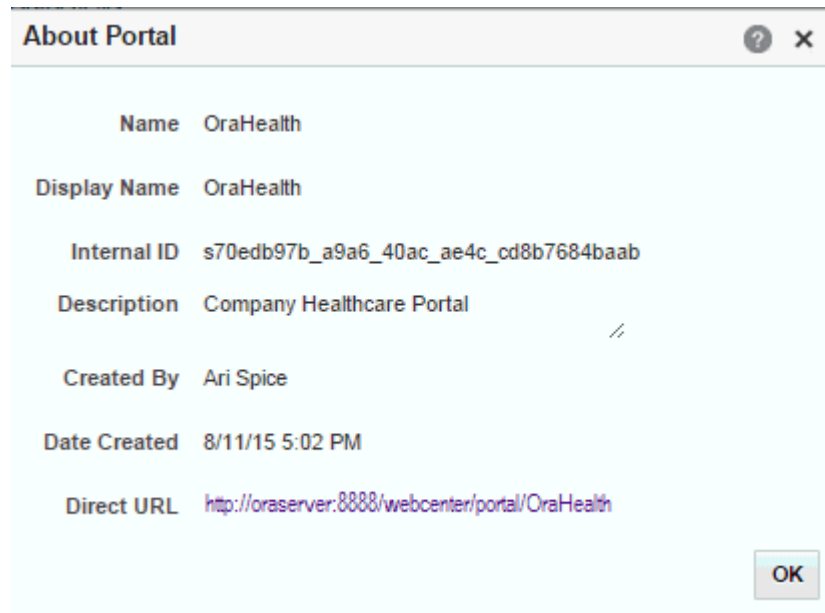 About Portal
Name OraHealth
Display Name OraHealth
Internal ID s70edb97b_a9a6_40ac_ae4c_cd8b7684baab
Description Company Healthcare Portal
Created By Ari Spice
Date Created 8/11/15 5:02 PM
Direct URL http://oraserver:8888/webcenter/portal/OraHealth
OK